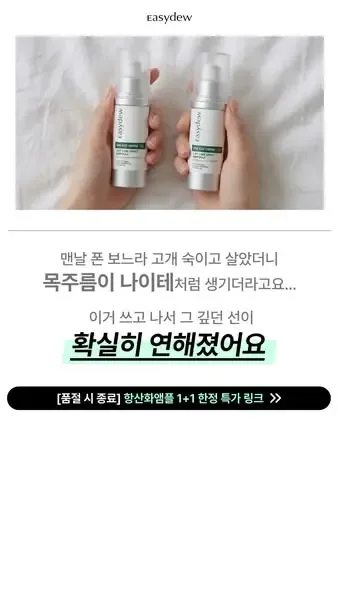 Easydew
Easydew
Easydew
맨날 폰 보느라 고개 숙이고 살았더니
목주름이 나이테처럼 생기더라고요...
이거 쓰고 나서 그 깊던 선이
확실히 연해졌어요
[품절 시 종료] 항산화앰플 1+1 한정 특가 링크 >>